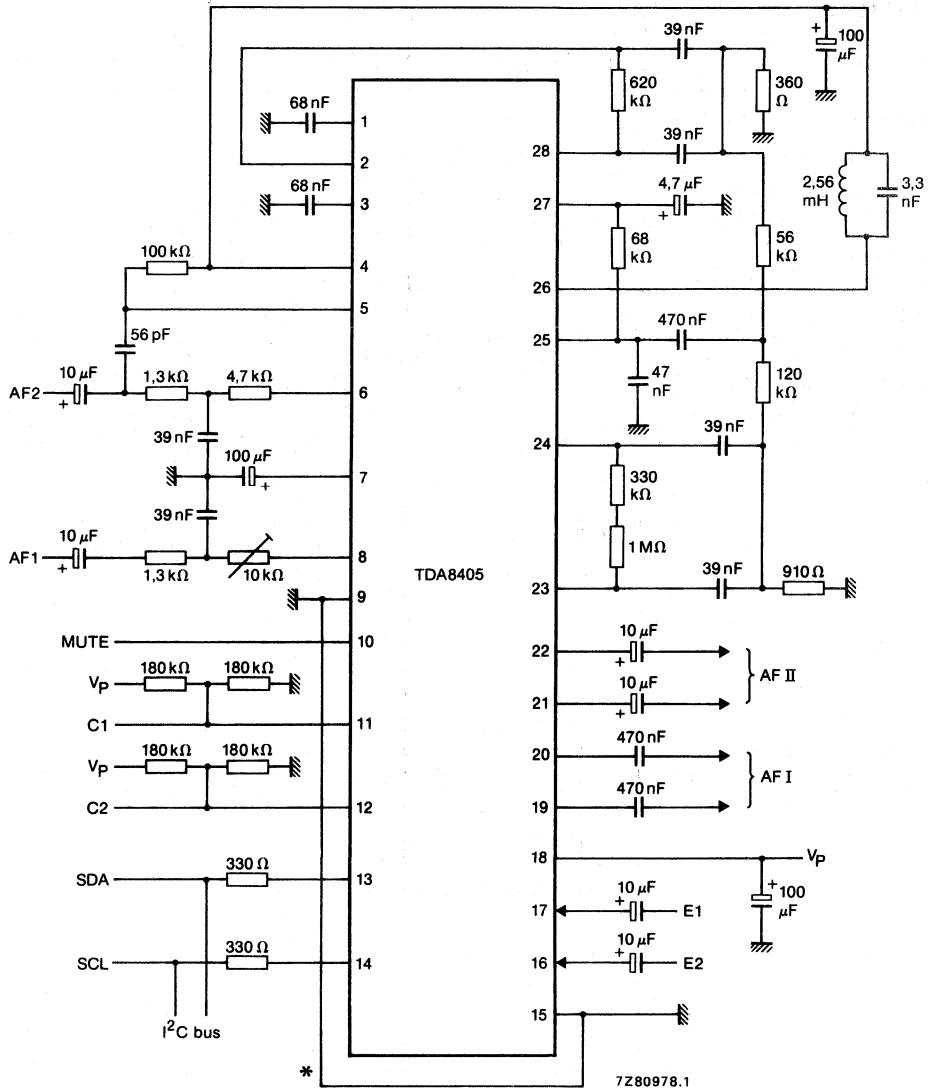 39 nF
+ 100 μF
620 kΩ
360 Ω
68 nF
1
39 nF
28
2
68 nF
3
4,7 μF
+
27
2,56 mH
3,3 nF
100 kΩ
4
68 kΩ
56 kΩ
26
5
56 pF
470 nF
25
10 μF
1,3 kΩ
4,7 kΩ
47 nF
120 kΩ
AF2
+
6
39 nF
39 nF
24
100 μF
+
7
330 kΩ
39 nF
10 μF
1 MΩ
AF1
+
1,3 kΩ
10 kΩ
8
TDA8405
39 nF
910 Ω
23
9
MUTE
10
10 μF
22
+
AF II
180 kΩ
180 kΩ
VP
10 μF
21
+
C1
11
180 kΩ
180 kΩ
470 nF
20
VP
AF I
470 nF
C2
12
19
18
VP
330 Ω
SDA
13
+ 100 μF
10 μF
17
+
E1
330 Ω
10 μF
SCL
14
16
+
E2
15
I²C bus
*
7Z80978.1